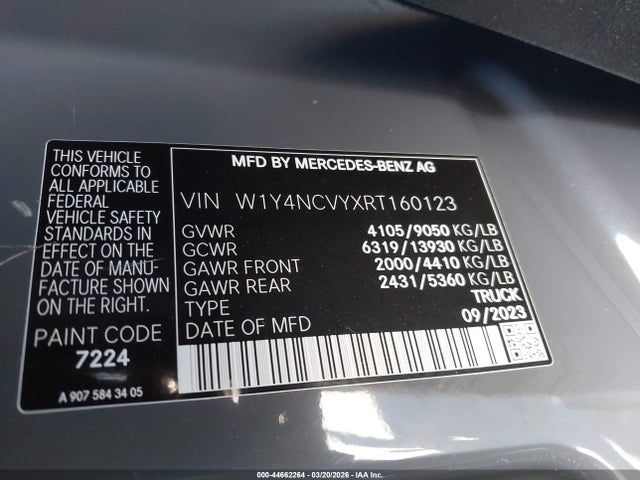 THIS VEHICLE
CONFORMS TO
ALL APPLICABLE
FEDERAL
VEHICLE SAFETY
STANDARDS IN
EFFECT ON THE
DATE OF MANU-
FACTURE SHOWN
ON THE RIGHT.
PAINT CODE
7224
A 907 584 34 05
MFD BY MERCEDES-BENZ AG
VIN W1Y4NCVYXRT160123
GVWR 4105/9050 KG/LB
GCWR 6319/13930 KG/LB
GAWR FRONT 2000/4410 KG/LB
GAWR REAR 2431/5360 KG/LB
TYPE TRUCK
DATE OF MFD 09/2023
000-44662264 | 03/20/2026 | IAA Inc.